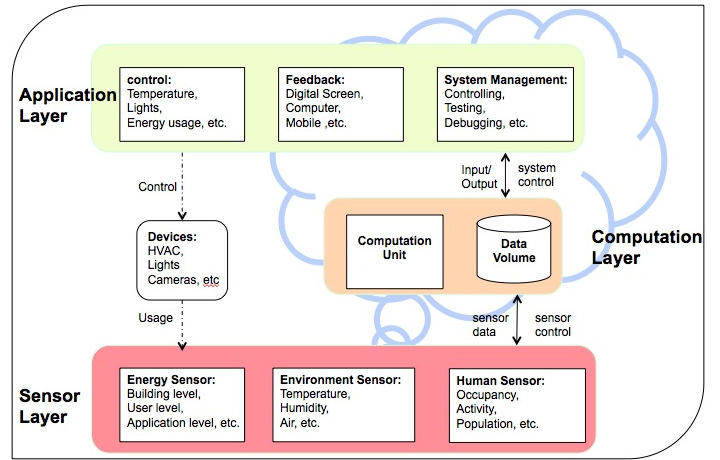 Application
Layer
control:
Temperature,
Lights,
Energy usage, etc.
Feedback:
Digital Screen,
Computer,
Mobile ,etc.
System Management:
Controlling,
Testing,
Debugging, etc.
Control
Input/
Output
system
control
Devices:
HVAC,
Lights
Cameras, etc
Computation
Unit
Data
Volume
Computation
Layer
Usage
sensor
data
sensor
control
Sensor
Layer
Energy Sensor:
Building level,
User level,
Application level, etc.
Environment Sensor:
Temperature,
Humidity,
Air, etc.
Human Sensor:
Occupancy,
Activity,
Population, etc.